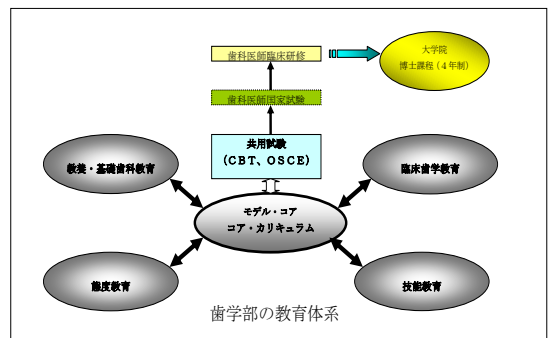 歯科医師臨床研修
大学院
博士課程(4年制)
歯科医師国家試験
共用試験
(CBT、OSCE)
教養・基礎歯科教育
臨床歯学教育
モデル・コア
コア・カリキュラム
態度教育
技能教育
歯学部の教育体系